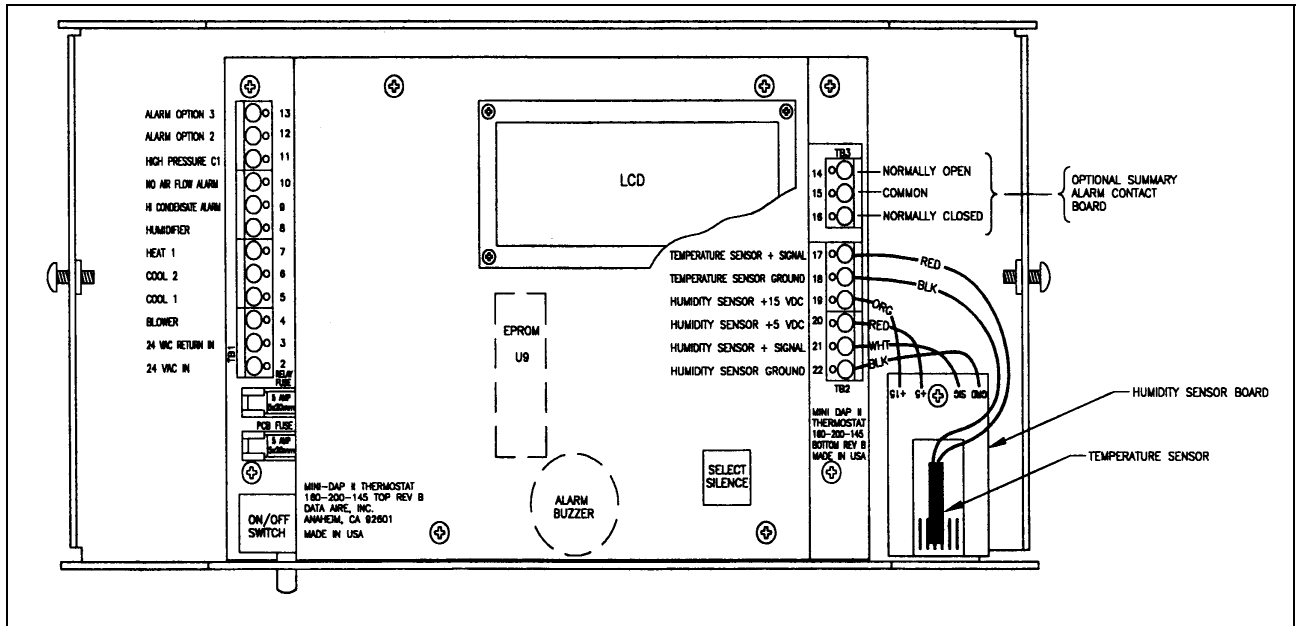 ALARM OPTION 3 13
ALARM OPTION 2 12
HIGH PRESSURE C1 11
NO AIR FLOW ALARM 10
HI CONDENSATE ALARM 9
HUMIDIFIER 8
HEAT 1 7
COOL 2 6
COOL 1 5
BLOWER 4
24 VAC RETURN IN 3
24 VAC IN 2
TB1
RELAY
FUSE
5 AMP
5x20mm
PCB FUSE
5 AMP
5x20mm
ON/OFF
SWITCH
MINI-DAP II THERMOSTAT
160-200-145 TOP REV B
DATA AIRE, INC.
ANAHEIM, CA 92601
MADE IN USA
LCD
EPROM
U9
ALARM
BUZZER
SELECT
SILENCE
TB3
14 NORMALLY OPEN
15 COMMON
16 NORMALLY CLOSED
OPTIONAL SUMMARY
ALARM CONTACT
BOARD
TEMPERATURE SENSOR + SIGNAL 17 RED
TEMPERATURE SENSOR GROUND 18 BLK
HUMIDITY SENSOR +15 VDC 19 ORG
HUMIDITY SENSOR +5 VDC 20 RED
HUMIDITY SENSOR + SIGNAL 21 WHT
HUMIDITY SENSOR GROUND 22 BLK
TB2
MINI DAP II
THERMOSTAT
160-200-145
BOTTOM REV B
MADE IN USA
+15 +5 SIG GRD
HUMIDITY SENSOR BOARD
TEMPERATURE SENSOR